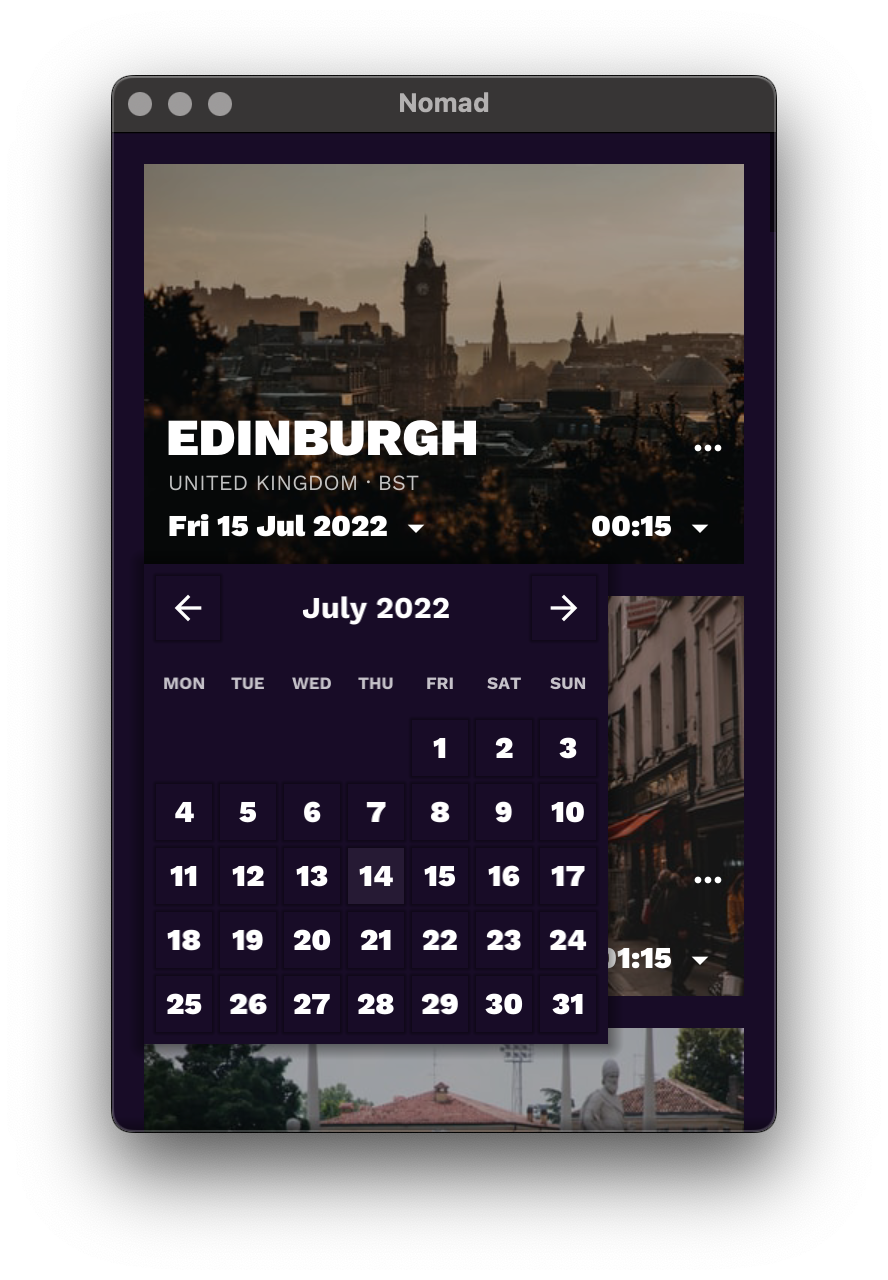 Nomad
EDINBURGH
...
UNITED KINGDOM · BST
Fri 15 Jul 2022 00:15
July 2022
MON TUE WED THU FRI SAT SUN
1 2 3
4 5 6 7 8 9 10
11 12 13 14 15 16 17
...
18 19 20 21 22 23 24
01:15
25 26 27 28 29 30 31